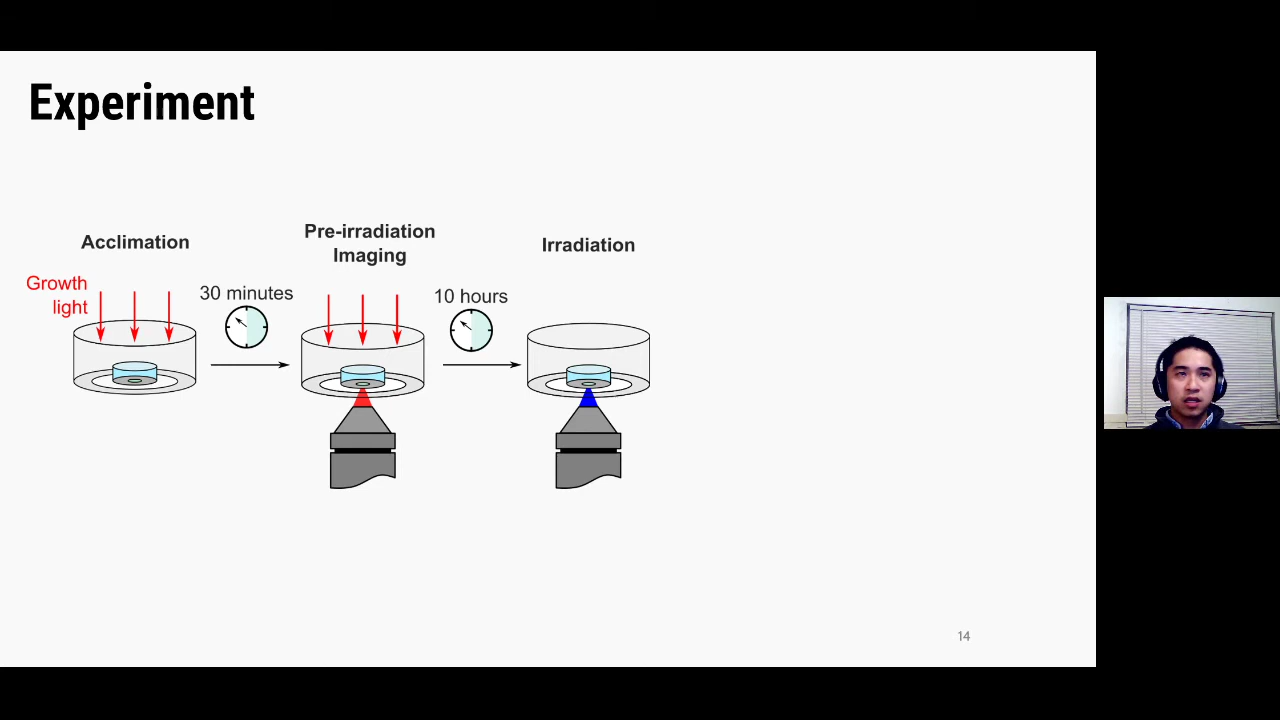 Experiment
Acclimation
Pre-irradiation
Imaging
Irradiation
Growth
light
30 minutes
10 hours
14